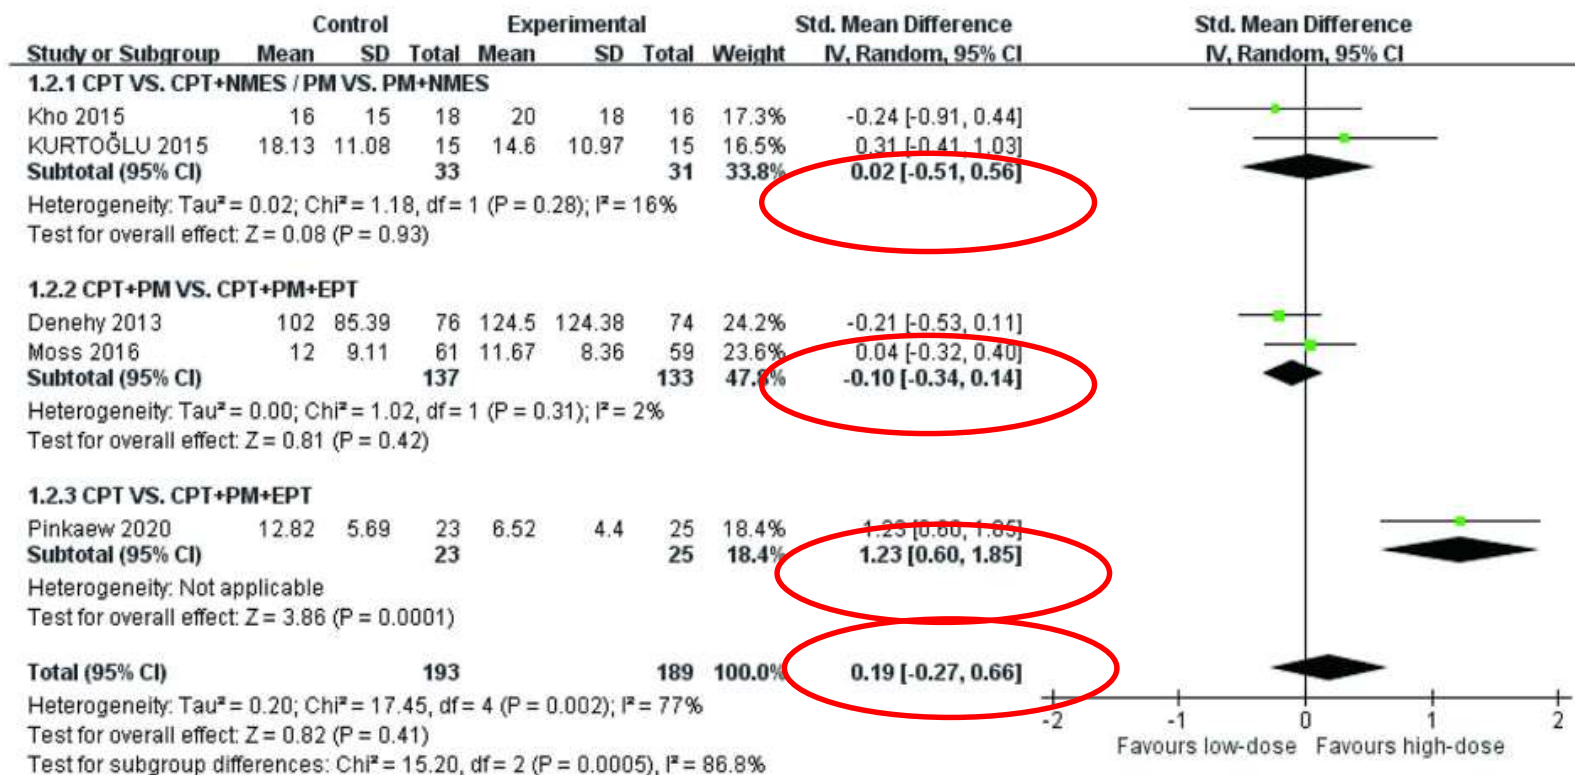 Control Experimental Std. Mean Difference Std. Mean Difference
Study or Subgroup Mean SD Total Mean SD Total Weight IV, Random, 95% CI IV, Random, 95% CI
1.2.1 CPT VS. CPT+NMES / PM VS. PM+NMES
Kho 2015 16 15 18 20 18 16 17.3% -0.24 [-0.91, 0.44]
KURTOĞLU 2015 18.13 11.08 15 14.6 10.97 15 16.5% 0.31 [-0.41, 1.03]
Subtotal (95% CI) 33 31 33.8% 0.02 [-0.51, 0.56]
Heterogeneity: Tau² = 0.02; Chi² = 1.18, df = 1 (P = 0.28); I² = 16%
Test for overall effect: Z = 0.08 (P = 0.93)
1.2.2 CPT+PM VS. CPT+PM+EPT
Denehy 2013 102 85.39 76 124.5 124.38 74 24.2% -0.21 [-0.53, 0.11]
Moss 2016 12 9.11 61 11.67 8.36 59 23.6% 0.04 [-0.32, 0.40]
Subtotal (95% CI) 137 133 47.8% -0.10 [-0.34, 0.14]
Heterogeneity: Tau² = 0.00; Chi² = 1.02, df = 1 (P = 0.31); I² = 2%
Test for overall effect: Z = 0.81 (P = 0.42)
1.2.3 CPT VS. CPT+PM+EPT
Pinkaew 2020 12.82 5.69 23 6.52 4.4 25 18.4% 1.23 [0.60, 1.85]
Subtotal (95% CI) 23 25 18.4% 1.23 [0.60, 1.85]
Heterogeneity: Not applicable
Test for overall effect: Z = 3.86 (P = 0.0001)
Total (95% CI) 193 189 100.0% 0.19 [-0.27, 0.66]
Heterogeneity: Tau² = 0.20; Chi² = 17.45, df = 4 (P = 0.002); I² = 77%
-2 -1 0 1 2
Test for overall effect: Z = 0.82 (P = 0.41)
Favours low-dose Favours high-dose
Test for subgroup differences: Chi² = 15.20, df = 2 (P = 0.0005), I² = 86.8%